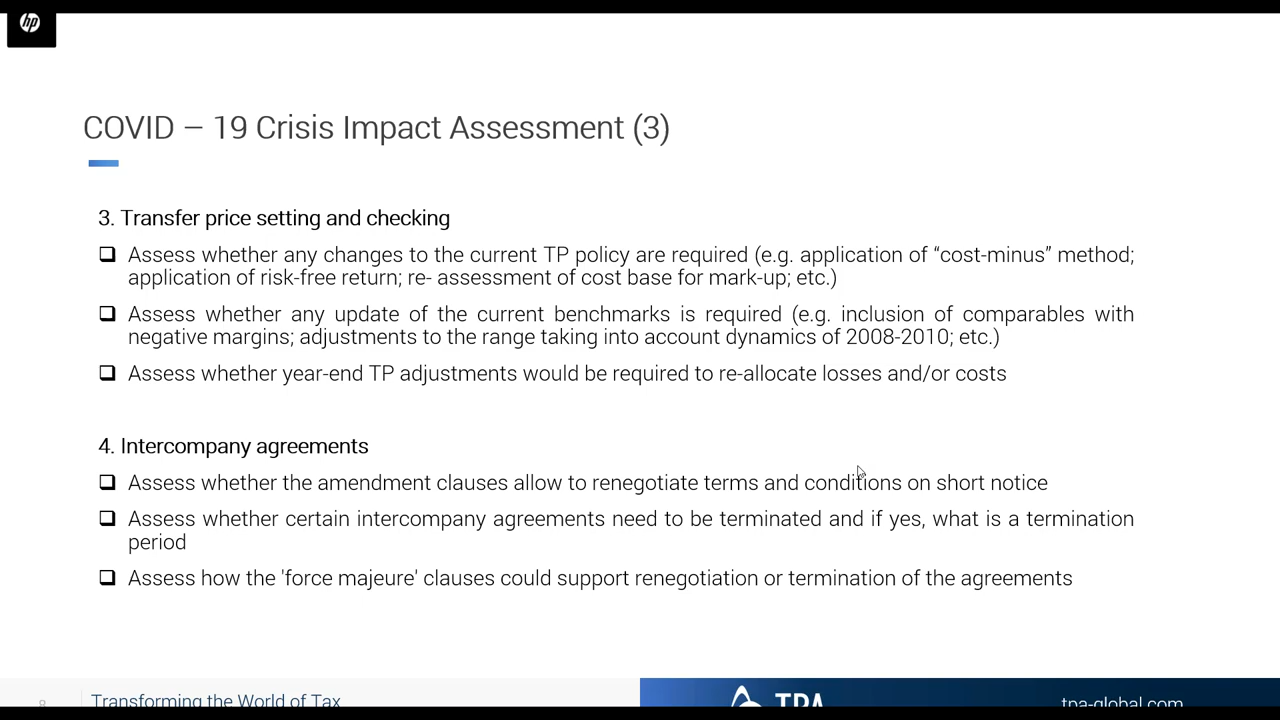 hp
COVID – 19 Crisis Impact Assessment (3)
3. Transfer price setting and checking
Assess whether any changes to the current TP policy are required (e.g. application of “cost-minus” method;
application of risk-free return; re- assessment of cost base for mark-up; etc.)
Assess whether any update of the current benchmarks is required (e.g. inclusion of comparables with
negative margins; adjustments to the range taking into account dynamics of 2008-2010; etc.)
Assess whether year-end TP adjustments would be required to re-allocate losses and/or costs
4. Intercompany agreements
Assess whether the amendment clauses allow to renegotiate terms and conditions on short notice
Assess whether certain intercompany agreements need to be terminated and if yes, what is a termination
period
Assess how the 'force majeure' clauses could support renegotiation or termination of the agreements
8
Transforming the World of Tax
TPA
tpa-global.com